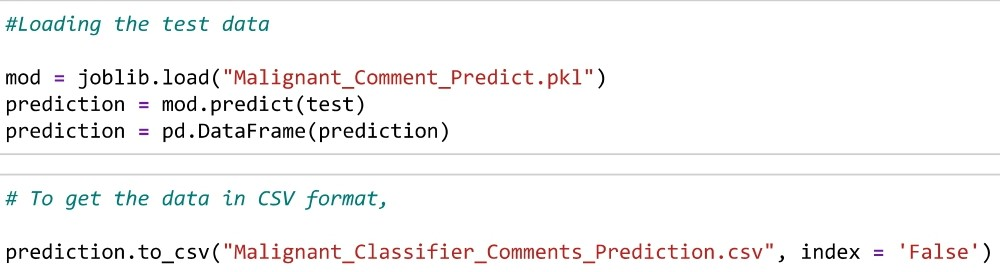 #Loading the test data
mod = joblib.load("Malignant_Comment_Predict.pkl")
prediction = mod.predict(test)
prediction = pd.DataFrame(prediction)
# To get the data in CSV format,
prediction.to_csv("Malignant_Classifier_Comments_Prediction.csv", index = 'False')